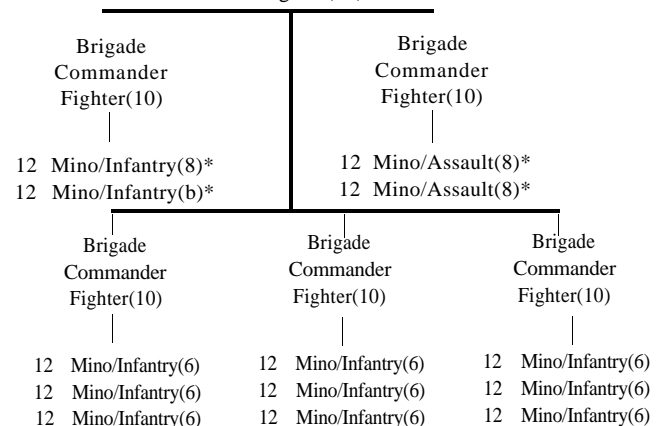 Brigade
Commander
Fighter(10)
12 Mino/Infantry(8)*
12 Mino/Infantry(b)*
Brigade
Commander
Fighter(10)
12 Mino/Assault(8)*
12 Mino/Assault(8)*
Brigade
Commander
Fighter(10)
12 Mino/Infantry(6)
12 Mino/Infantry(6)
12 Mino/Infantry(6)
Brigade
Commander
Fighter(10)
12 Mino/Infantry(6)
12 Mino/Infantry(6)
12 Mino/Infantry(6)
Brigade
Commander
Fighter(10)
12 Mino/Infantry(6)
12 Mino/Infantry(6)
12 Mino/Infantry(6)